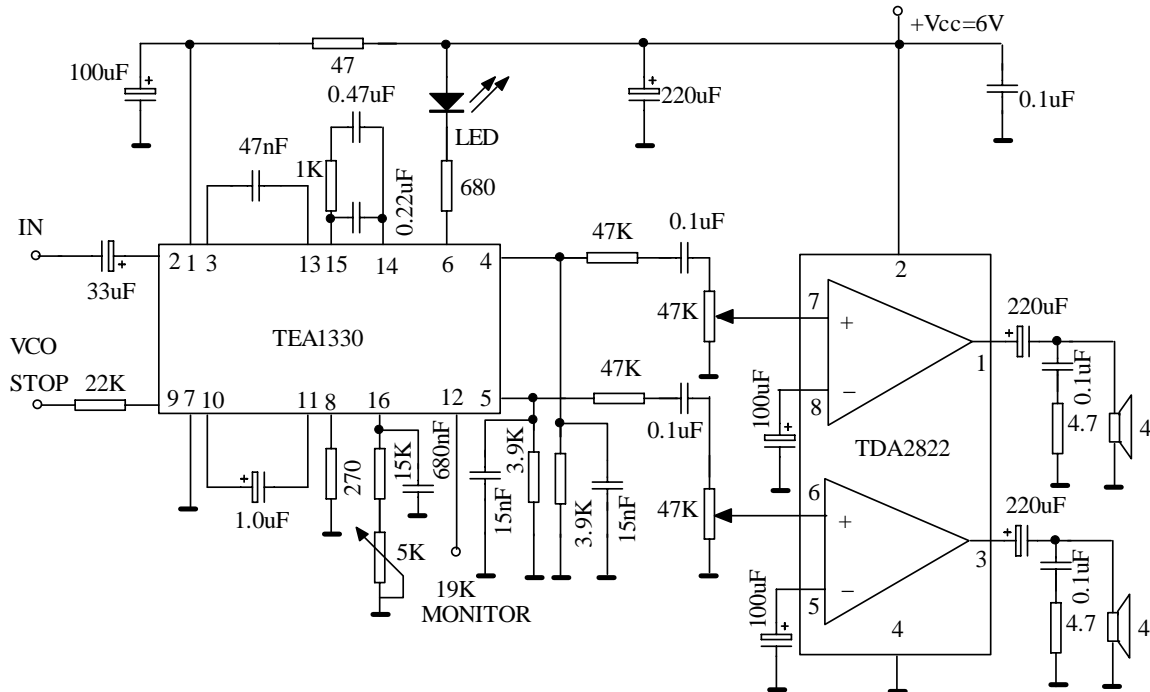 +Vcc=6V
100uF
+
47
0.47uF
+
220uF
0.1uF
LED
47nF
1K
0.22uF
680
IN
33uF
+
2 1 3 13 15 14 6 4
47K
0.1uF
47K
2
7
+
1
220uF
+
0.1uF
4.7
4
TEA1330
VCO
STOP
22K
9 7 10 11 8 16 12 5
47K
0.1uF
100uF
+
−
8
TDA2822
+
1.0uF
270
15K
680nF
15nF
3.9K
3.9K
15nF
47K
6
+
3
220uF
+
0.1uF
4.7
4
5K
19K
MONITOR
100uF
+
−
5
4